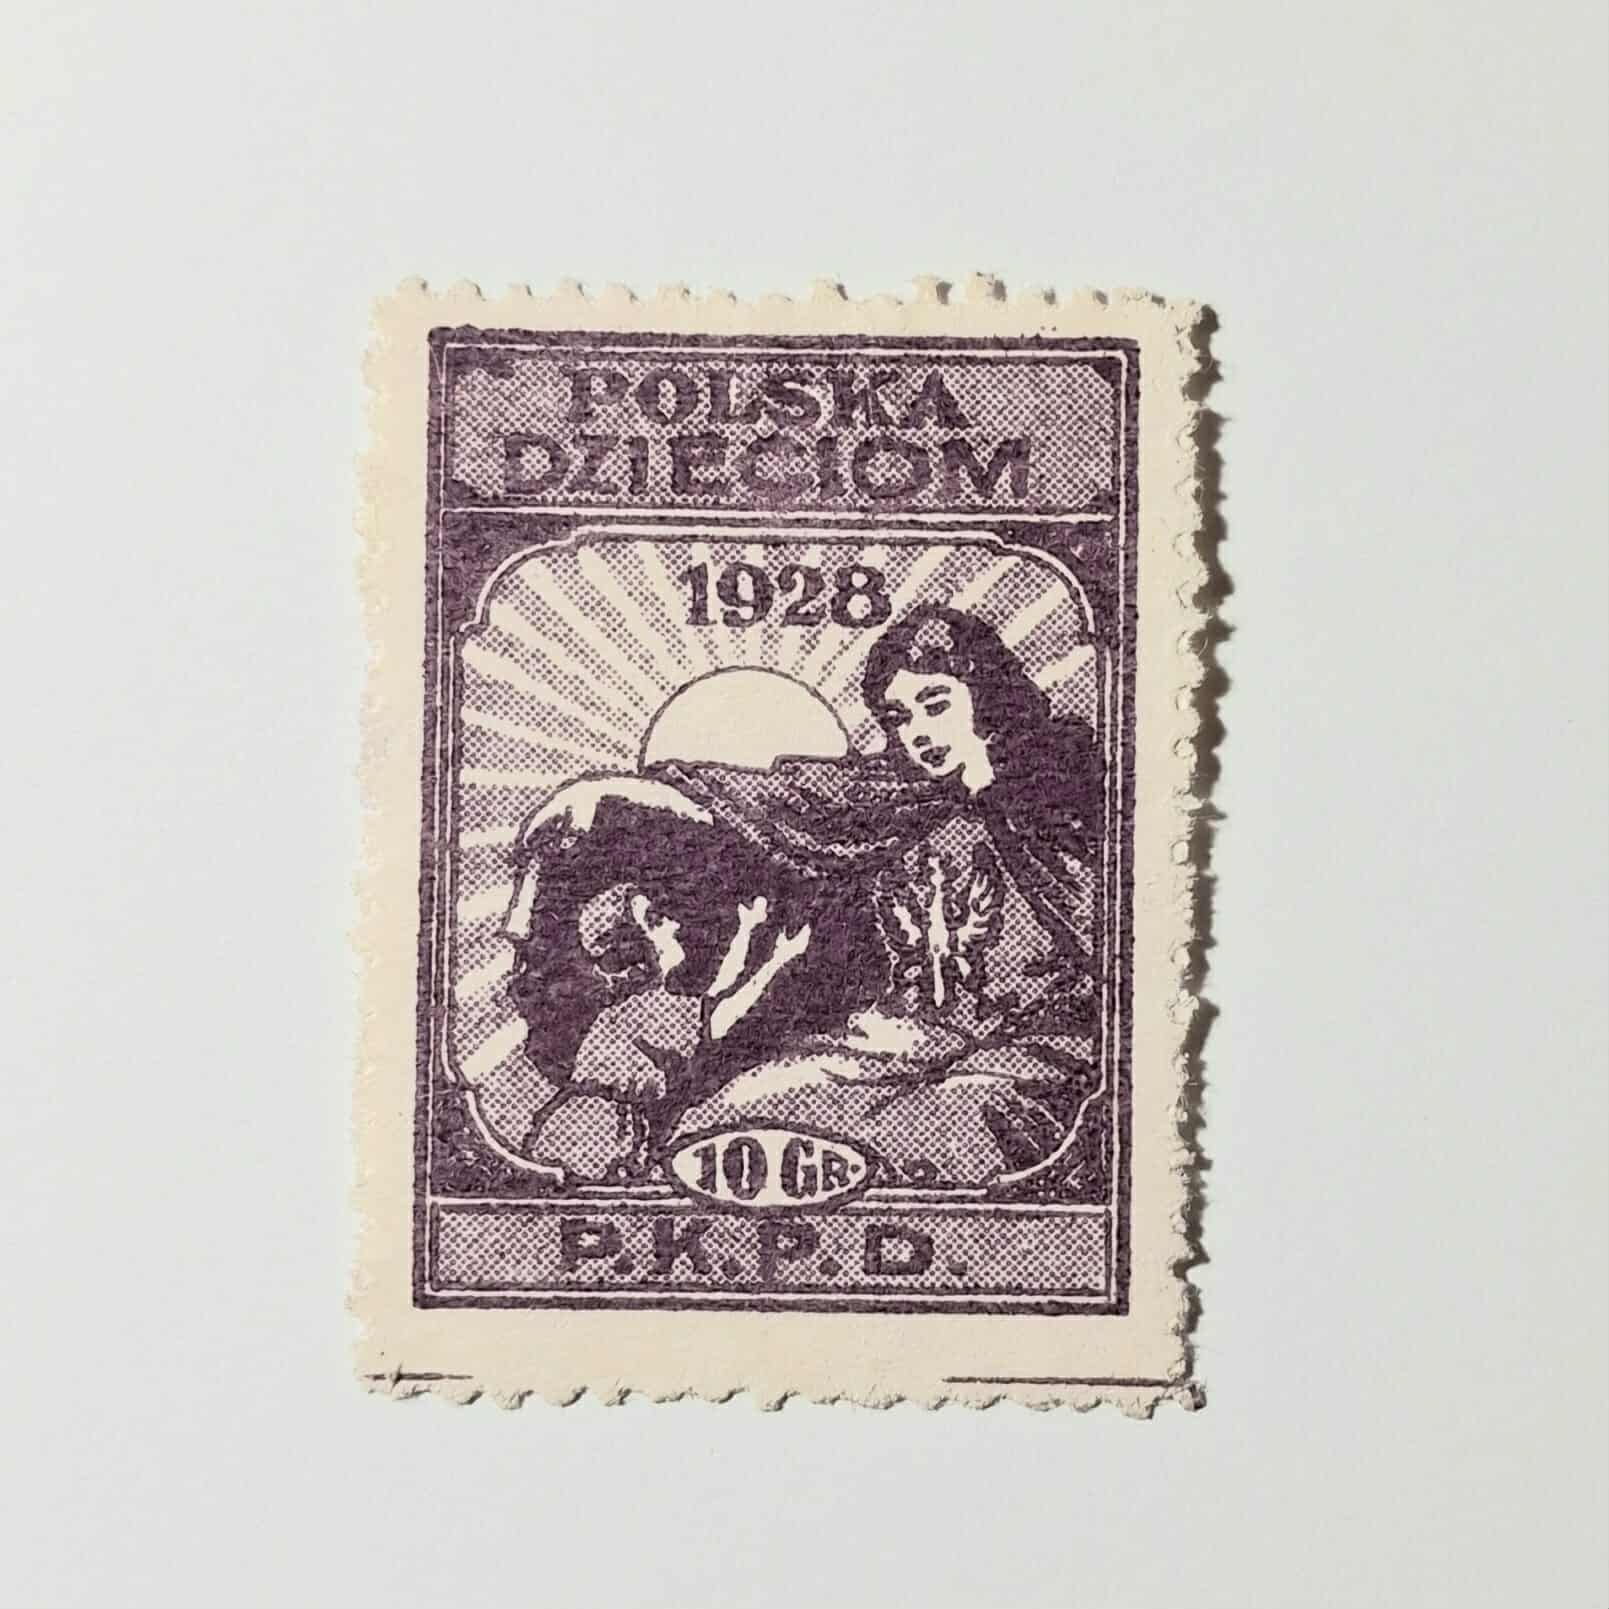 POLSKA
DZIECIOM
1928
10 GR.
P.K.P.D.